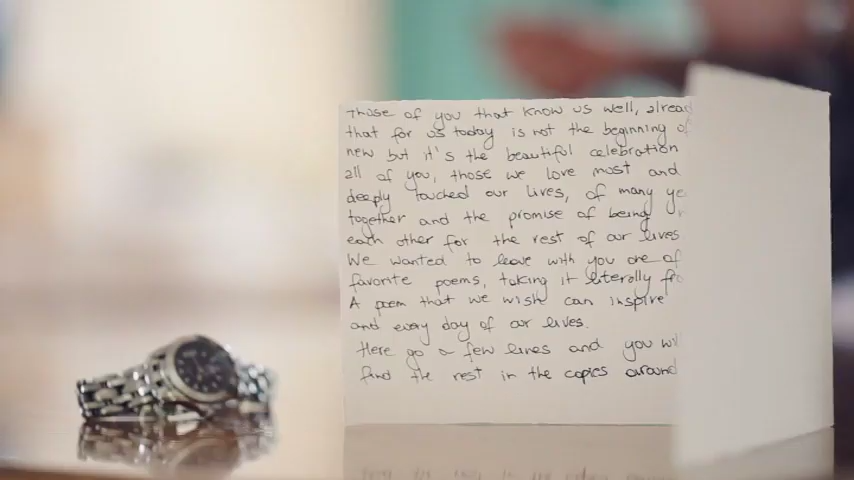 Those of you that know us well, alread
that for us today is not the beginning of
new but it's the beautiful celebration
all of you, those we love most and
deeply touched our lives, of many ye
together and the promise of being
each other for the rest of our lives
We wanted to leave with you one of
favorite poems, taking it literally fro
A poem that we wish can inspire
and every day of our lives.
Here go a few lines and you wil
find the rest in the copies around